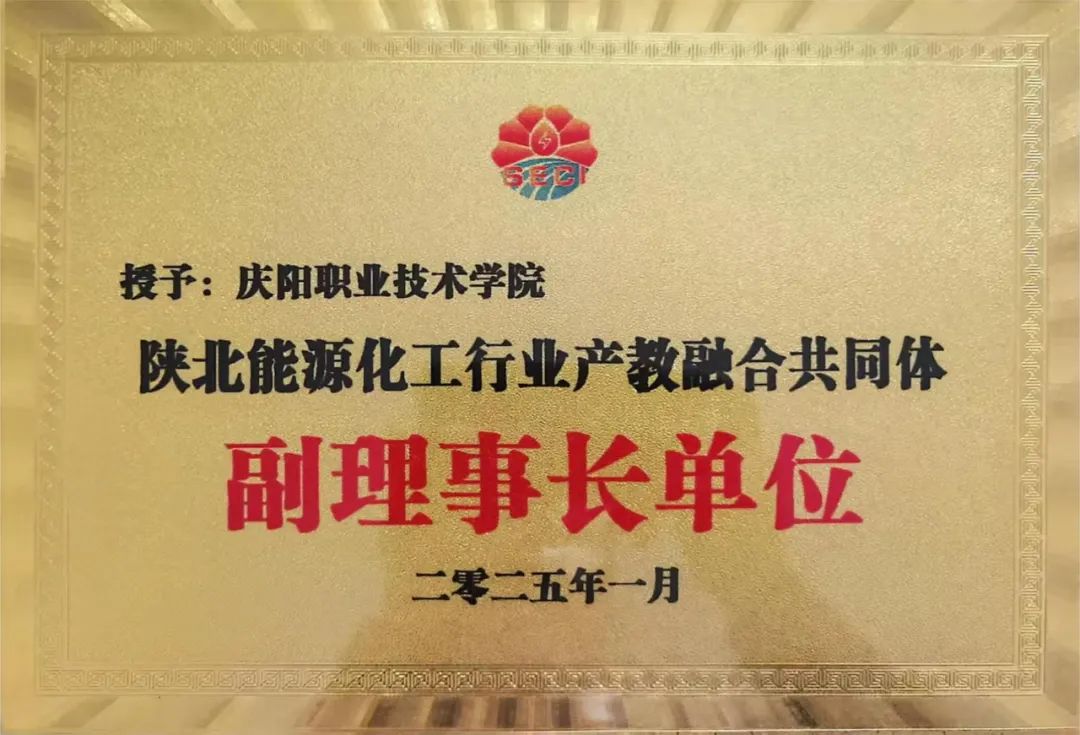 SECI
授予：庆阳职业技术学院
陕北能源化工行业产教融合共同体
副理事长单位
二零二五年一月